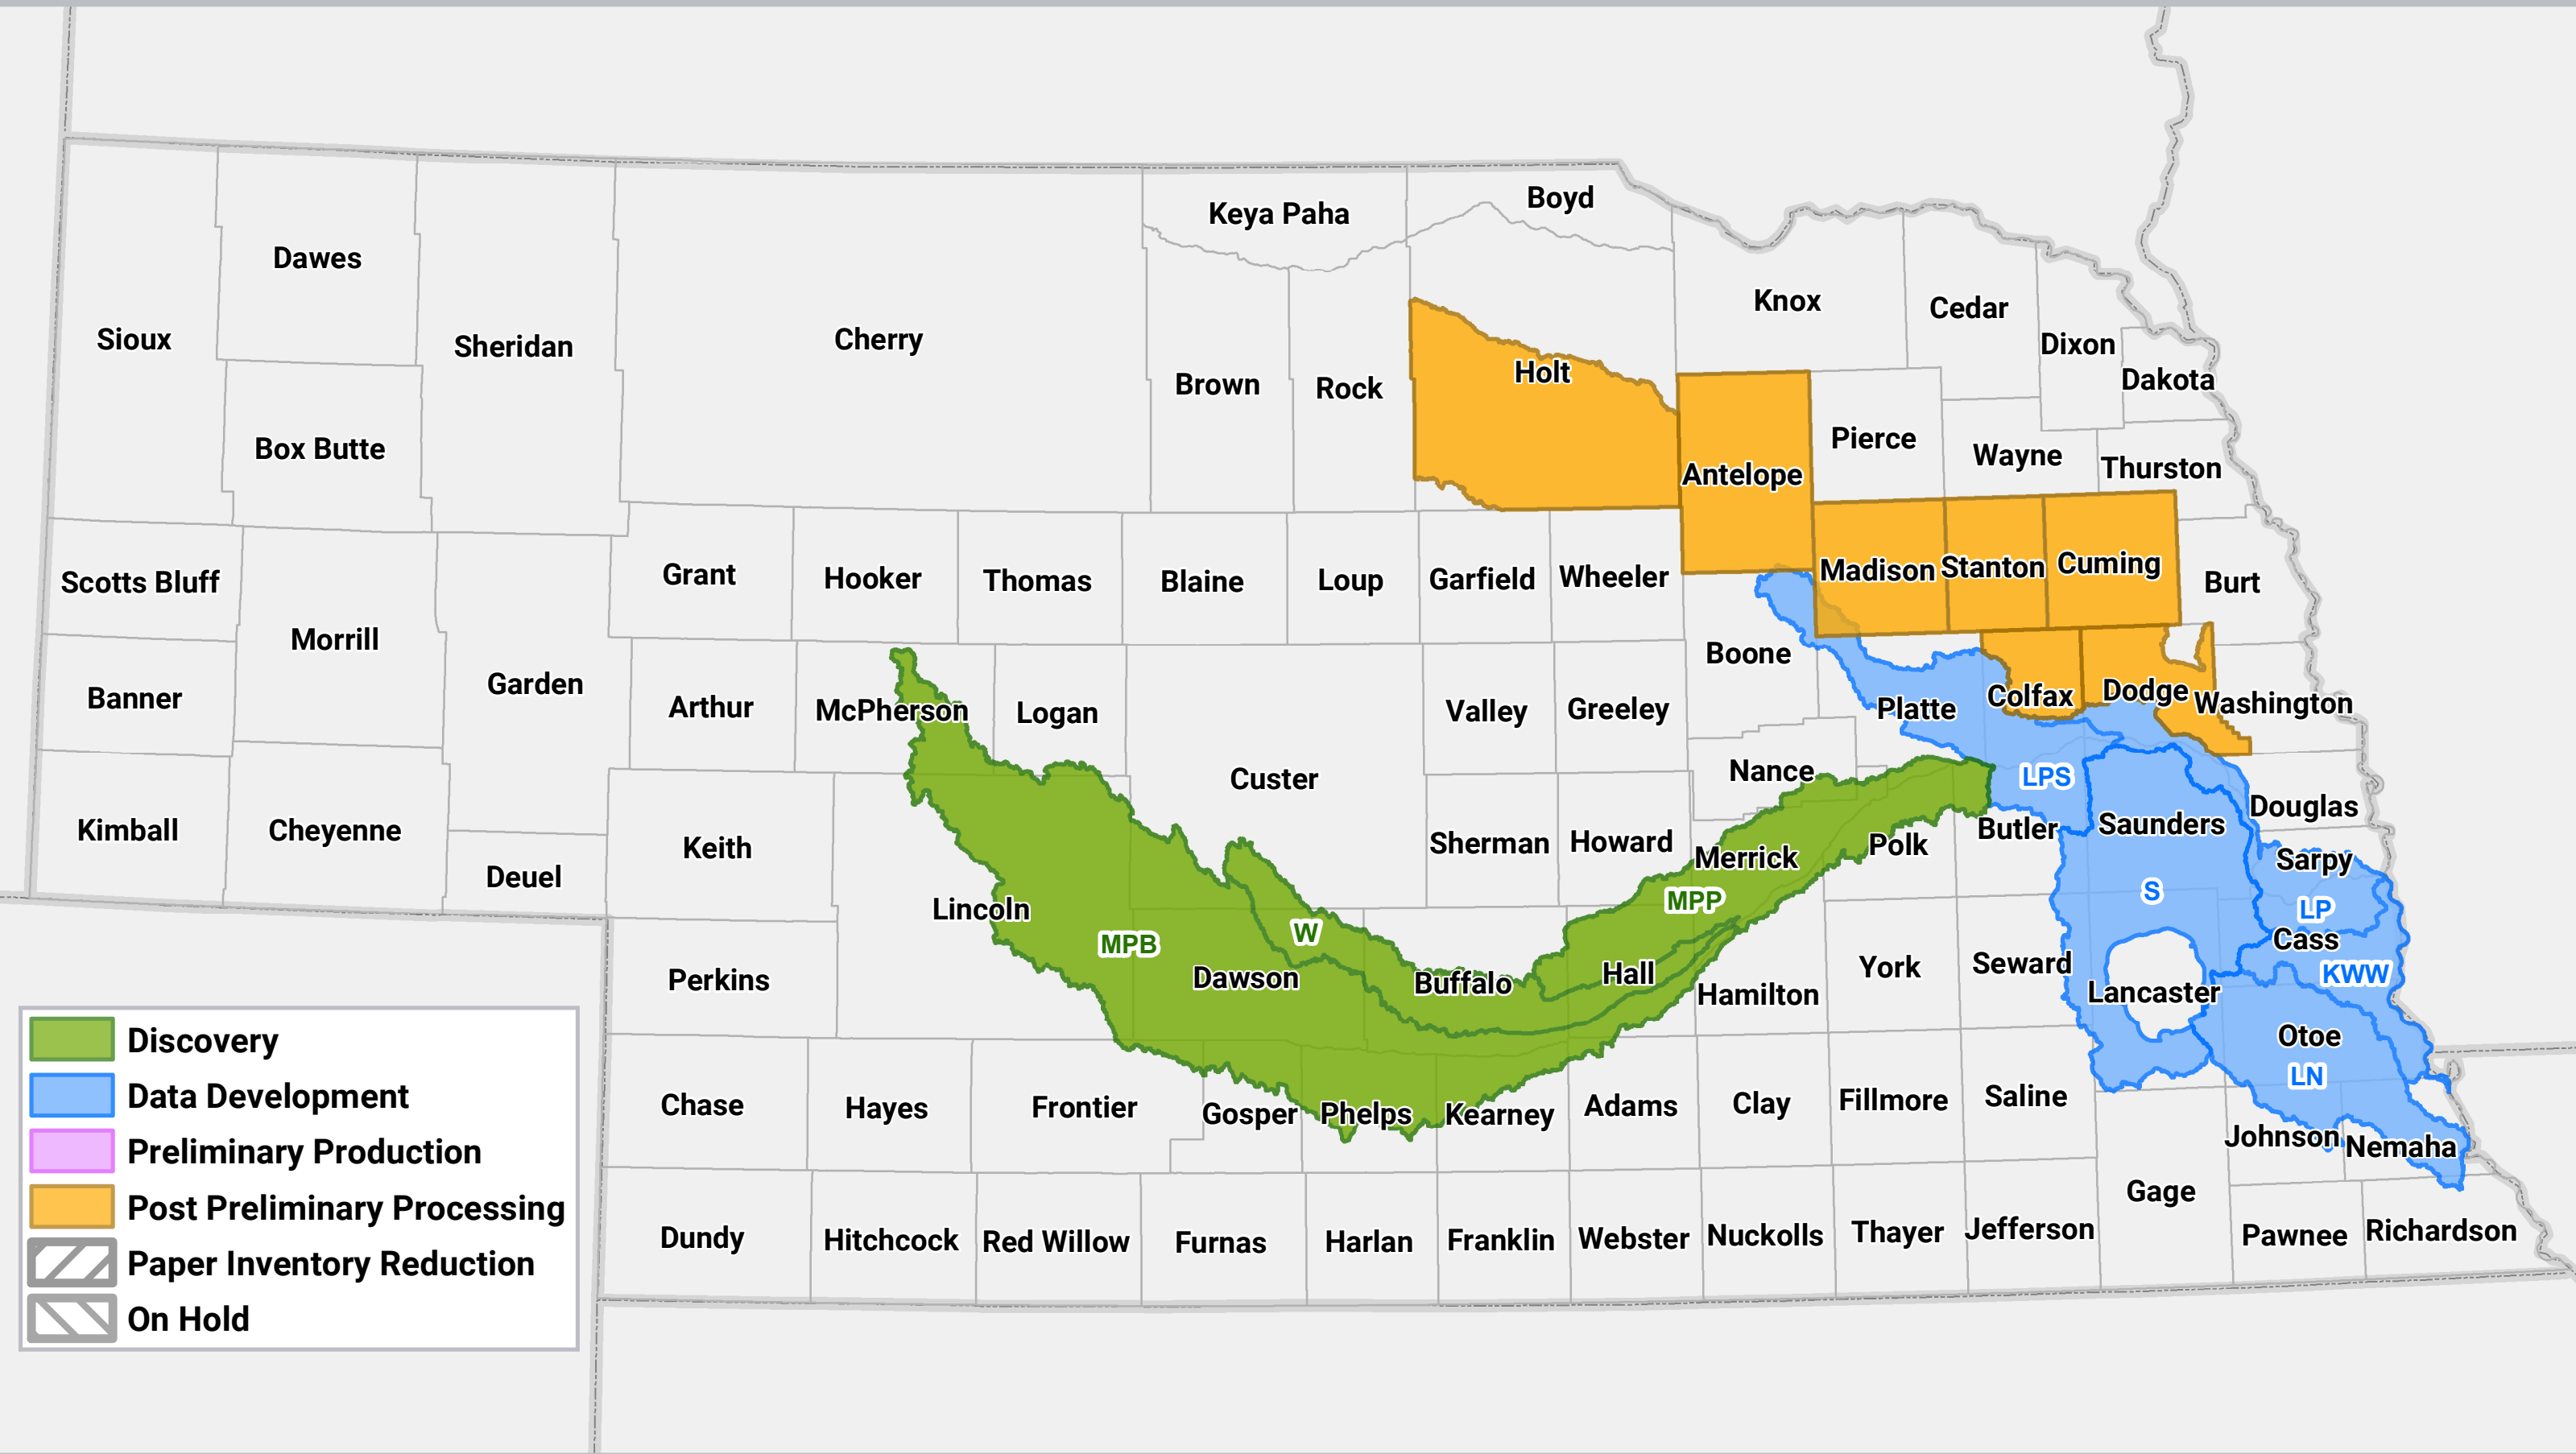 Boyd
Keya Paha
Dawes
Knox
Cedar
Sioux
Sheridan
Cherry
Dixon
Holt
Dakota
Brown
Rock
Box Butte
Pierce
Wayne
Thurston
Antelope
Scotts Bluff
Grant
Hooker
Thomas
Blaine
Loup
Garfield
Wheeler
Madison
Stanton
Cuming
Burt
Morrill
Boone
Banner
Garden
Arthur
McPherson
Logan
Valley
Greeley
Platte
Colfax
Dodge
Washington
Custer
Nance
LPS
Douglas
Kimball
Cheyenne
Keith
Sherman
Howard
Merrick
Polk
Butler
Saunders
Sarpy
Deuel
Lincoln
MPB
W
MPP
S
LP
Cass
Perkins
Dawson
Buffalo
Hall
Hamilton
York
Seward
Lancaster
KWW
Otoe
LN
Chase
Hayes
Frontier
Gosper
Phelps
Kearney
Adams
Clay
Fillmore
Saline
Johnson
Nemaha
Gage
Dundy
Hitchcock
Red Willow
Furnas
Harlan
Franklin
Webster
Nuckolls
Thayer
Jefferson
Pawnee
Richardson
Discovery
Data Development
Preliminary Production
Post Preliminary Processing
Paper Inventory Reduction
On Hold